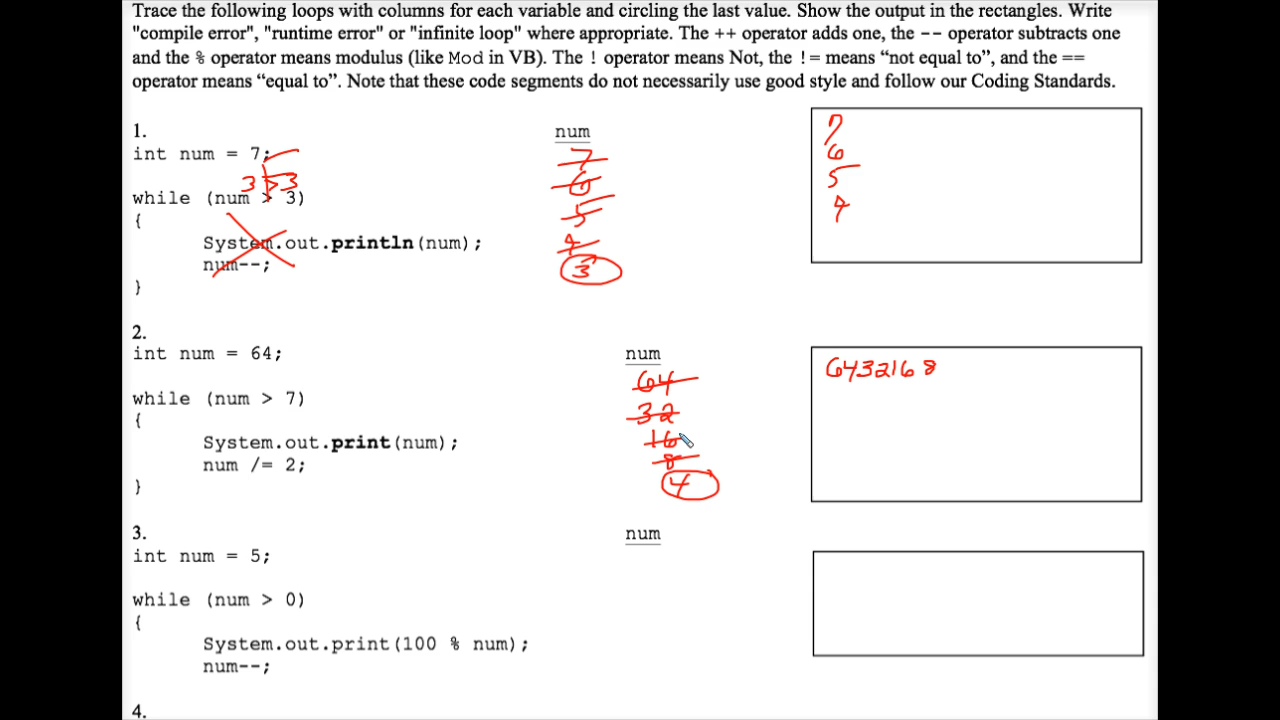 Trace the following loops with columns for each variable and circling the last value. Show the output in the rectangles. Write
"compile error", "runtime error" or "infinite loop" where appropriate. The ++ operator adds one, the -- operator subtracts one
and the % operator means modulus (like Mod in VB). The ! operator means Not, the != means “not equal to”, and the ==
operator means “equal to”. Note that these code segments do not necessarily use good style and follow our Coding Standards.
1.
int num = 7;
3 > 3
while (num > 3)
{
System.out.println(num);
num--;
}
num
7
6
5
4
3
7
6
5
4
2.
int num = 64;
while (num > 7)
{
System.out.print(num);
num /= 2;
}
num
64
32
16
8
4
6432168
3.
int num = 5;
while (num > 0)
{
System.out.print(100 % num);
num--;
num
4.